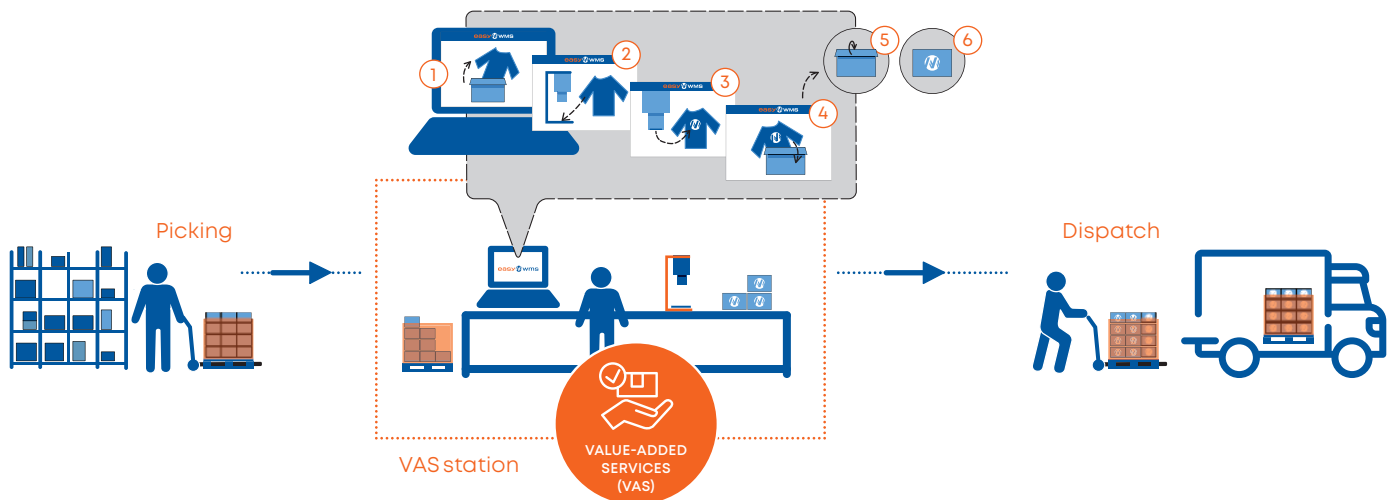 easy WMS
1
easy WMS
2
easy WMS
3
easy WMS
4
5
6
Picking
easy WMS
Dispatch
VAS station
VALUE-ADDED
SERVICES
(VAS)